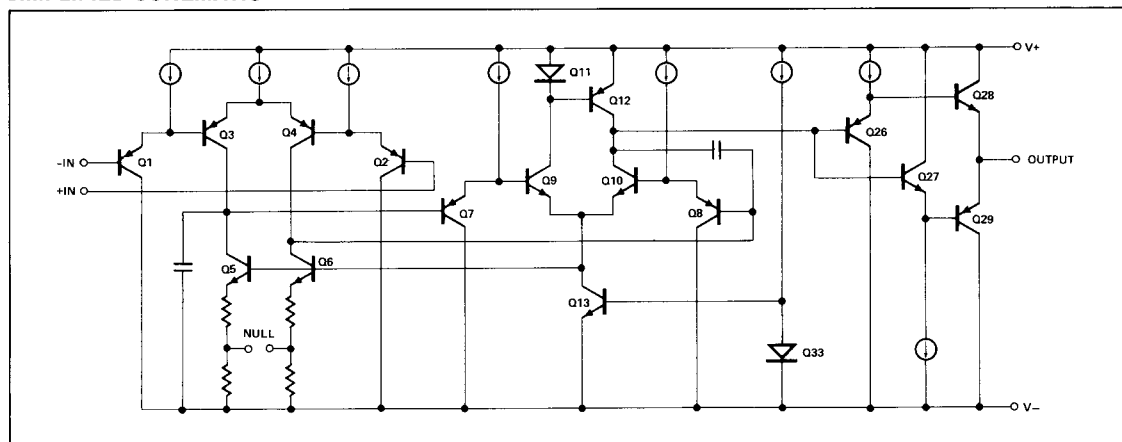 V+
Q11
Q12
Q3
Q4
Q26
Q28
-IN
Q1
Q2
Q27
OUTPUT
+IN
Q9
Q10
Q7
Q8
Q29
Q5
Q6
Q13
NULL
Q33
V-